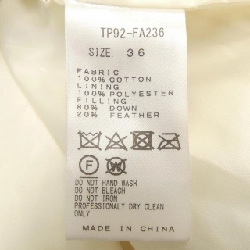 TP92-FA236
SIZE 36
FABRIC
100% COTTON
LINING
100% POLYESTER
FILLING
80% DOWN
20% FEATHER
F W
DO NOT HAND WASH
DO NOT BLEACH
DO NOT IRON
PROFESSIONALY DRY CLEAN
ONLY
MADE IN CHINA